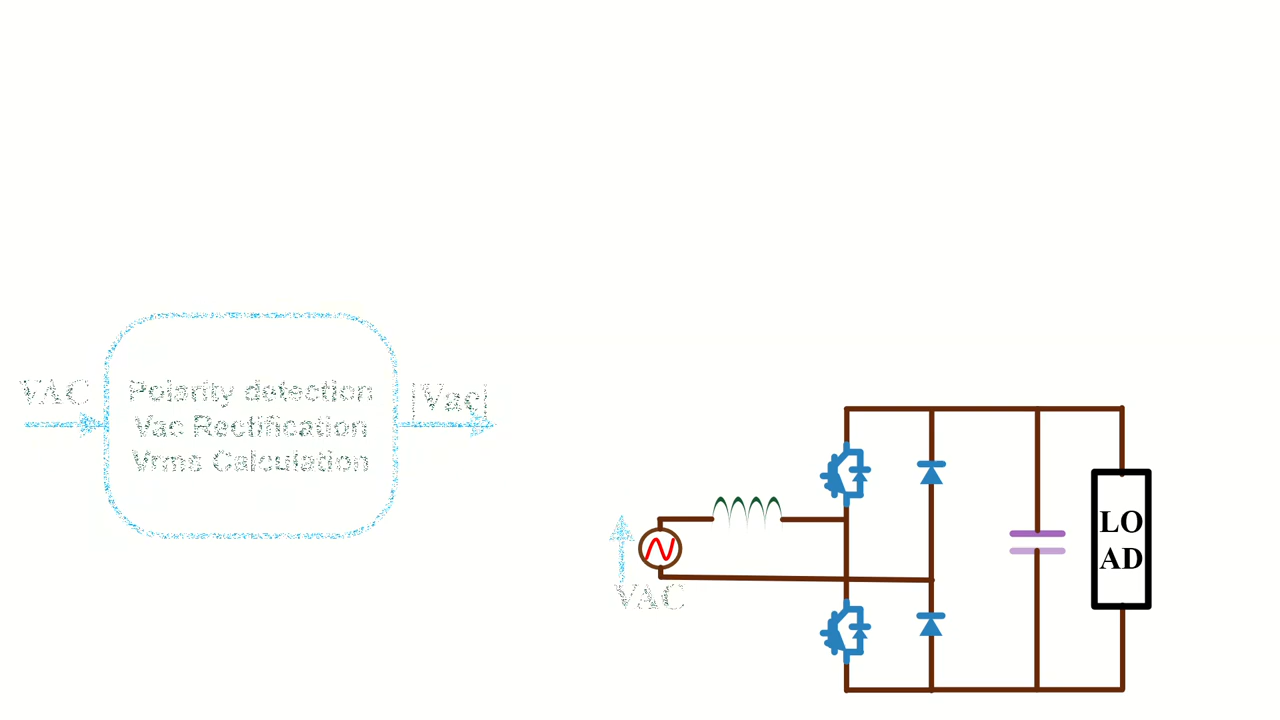 VAC
Polarity detection
Vac Rectification
Vrms Calculation
|Vac|
VAC
LO
AD